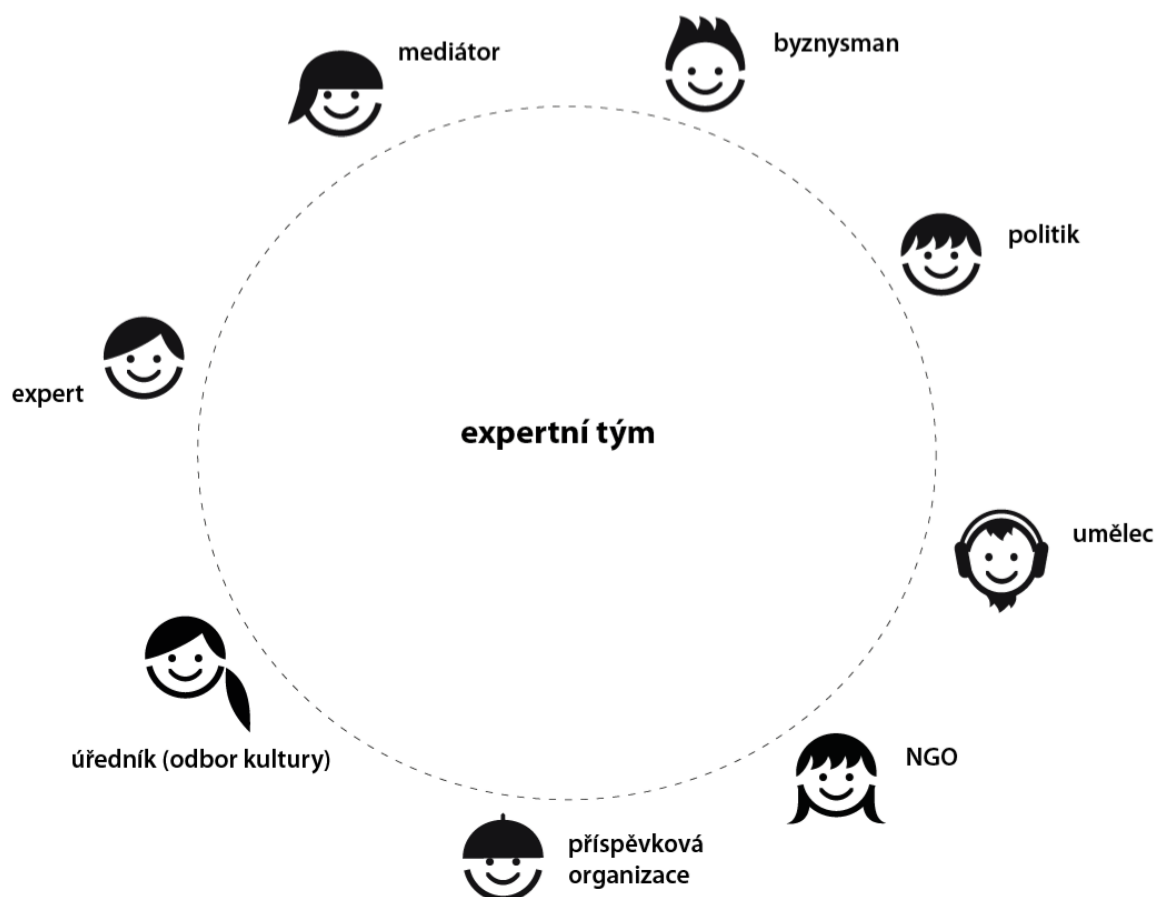 byznysman
mediátor
politik
expert
expertní tým
umělec
úředník (odbor kultury)
NGO
příspěvková
organizace